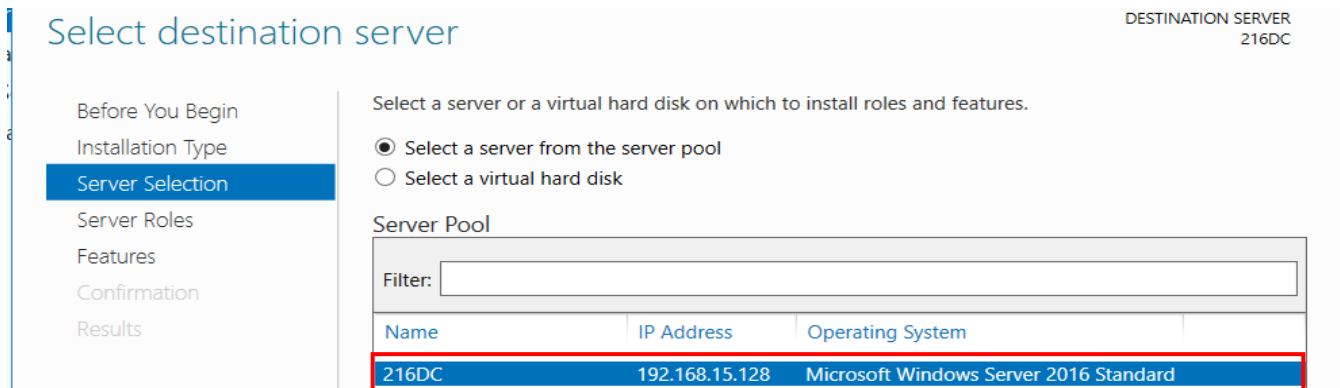 Select destination server
DESTINATION SERVER
216DC
Before You Begin
Installation Type
Server Selection
Server Roles
Features
Confirmation
Results
Select a server or a virtual hard disk on which to install roles and features.
Select a server from the server pool
Select a virtual hard disk
Server Pool
Filter:
Name IP Address Operating System
216DC 192.168.15.128 Microsoft Windows Server 2016 Standard